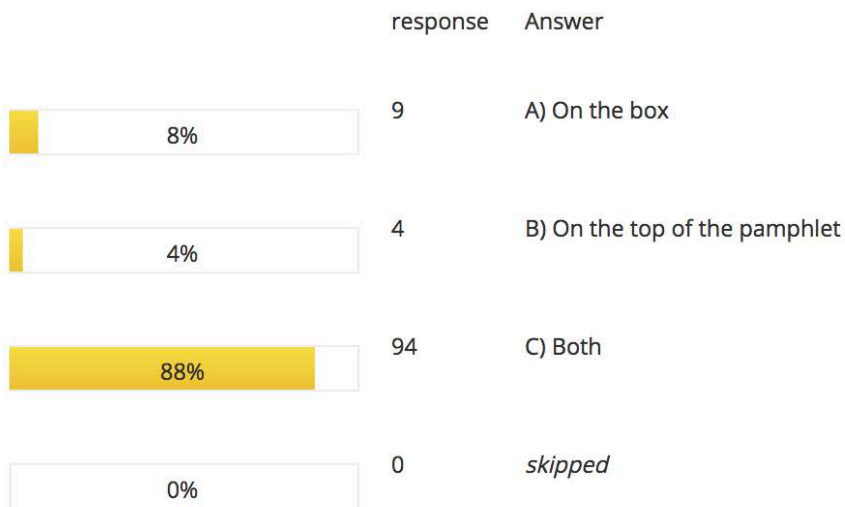 response Answer
8% 9 A) On the box
4% 4 B) On the top of the pamphlet
88% 94 C) Both
0% 0 skipped